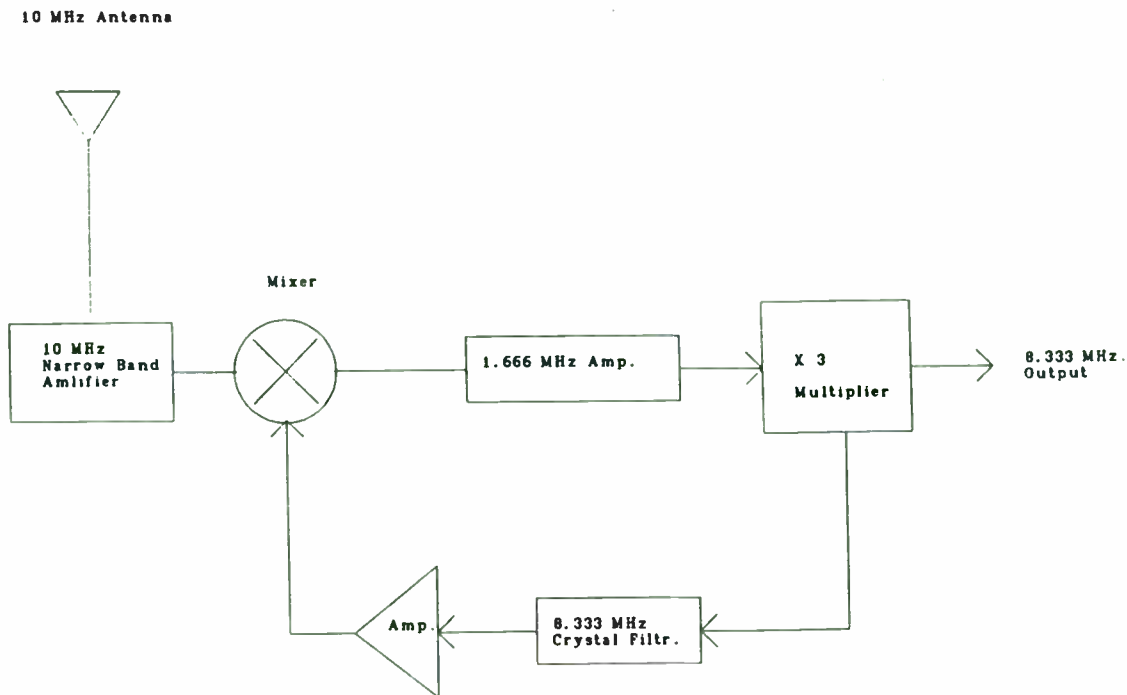 10 MHz Antenna
Mixer
10 MHz
Narrow Band
Amlifier
1.666 MHz Amp.
X 3
Multiplier
8.333 MHz.
Output
Amp.
8.333 MHz
Crystal Filtr.